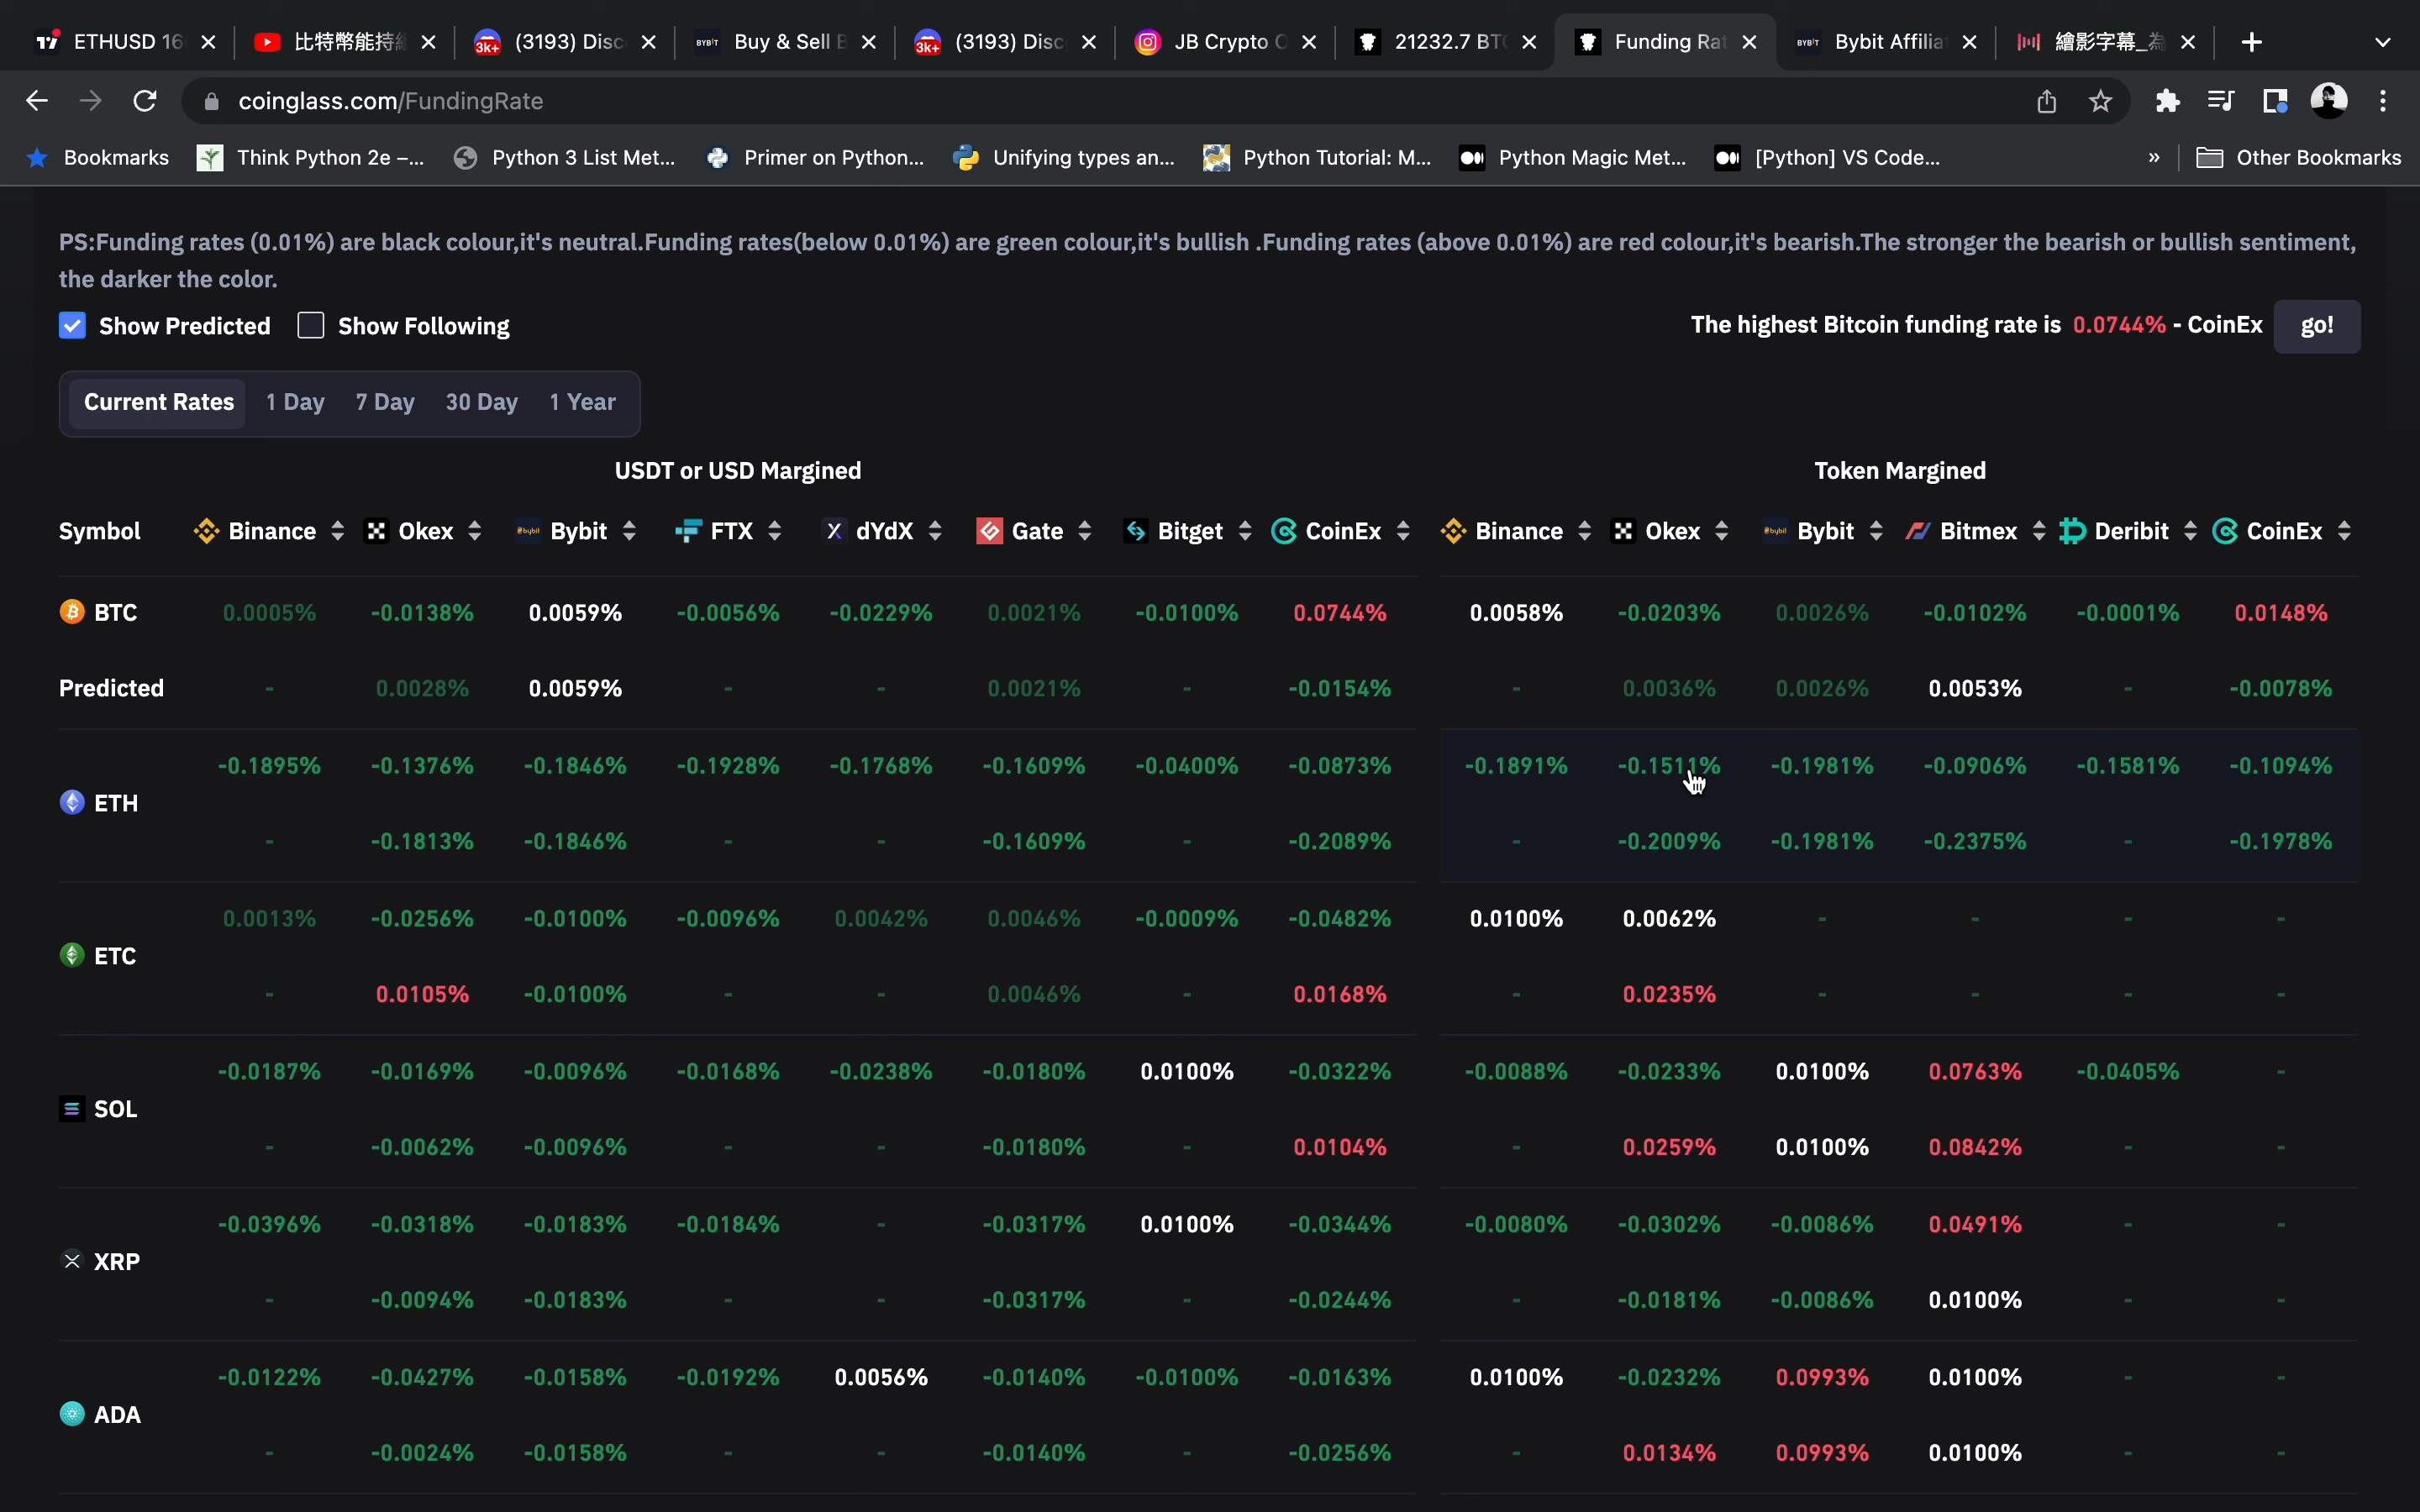 ETHUSD 16
比特幣能持
(3193) Disc
Buy & Sell B
(3193) Disc
JB Crypto C
21232.7 BTC
Funding Rat
Bybit Affilia
繪影字幕_為
coinglass.com/FundingRate
Bookmarks
Think Python 2e –...
Python 3 List Met...
Primer on Python...
Unifying types an...
Python Tutorial: M...
Python Magic Met...
[Python] VS Code...
»
Other Bookmarks
PS:Funding rates (0.01%) are black colour,it's neutral.Funding rates(below 0.01%) are green colour,it's bullish .Funding rates (above 0.01%) are red colour,it's bearish.The stronger the bearish or bullish sentiment,
the darker the color.
Show Predicted Show Following
The highest Bitcoin funding rate is 0.0744% - CoinEx go!
Current Rates 1 Day 7 Day 30 Day 1 Year
USDT or USD Margined Token Margined
Symbol Binance Okex Bybit FTX dYdX Gate Bitget CoinEx Binance Okex Bybit Bitmex Deribit CoinEx
BTC 0.0005% -0.0138% 0.0059% -0.0056% -0.0229% 0.0021% -0.0100% 0.0744% 0.0058% -0.0203% 0.0026% -0.0102% -0.0001% 0.0148%
Predicted - 0.0028% 0.0059% - - 0.0021% - -0.0154% - 0.0036% 0.0026% 0.0053% - -0.0078%
-0.1895% -0.1376% -0.1846% -0.1928% -0.1768% -0.1609% -0.0400% -0.0873% -0.1891% -0.1511% -0.1981% -0.0906% -0.1581% -0.1094%
ETH
- -0.1813% -0.1846% - - -0.1609% - -0.2089% - -0.2009% -0.1981% -0.2375% - -0.1978%
0.0013% -0.0256% -0.0100% -0.0096% 0.0042% 0.0046% -0.0009% -0.0482% 0.0100% 0.0062% - - - -
ETC
- 0.0105% -0.0100% - - 0.0046% - 0.0168% - 0.0235% - - - -
-0.0187% -0.0169% -0.0096% -0.0168% -0.0238% -0.0180% 0.0100% -0.0322% -0.0088% -0.0233% 0.0100% 0.0763% -0.0405% -
SOL
- -0.0062% -0.0096% - - -0.0180% - 0.0104% - 0.0259% 0.0100% 0.0842% - -
-0.0396% -0.0318% -0.0183% -0.0184% - -0.0317% 0.0100% -0.0344% -0.0080% -0.0302% -0.0086% 0.0491% - -
XRP
- -0.0094% -0.0183% - - -0.0317% - -0.0244% - -0.0181% -0.0086% 0.0100% - -
-0.0122% -0.0427% -0.0158% -0.0192% 0.0056% -0.0140% -0.0100% -0.0163% 0.0100% -0.0232% 0.0993% 0.0100% - -
ADA
- -0.0024% -0.0158% - - -0.0140% - -0.0256% - 0.0134% 0.0993% 0.0100% - -